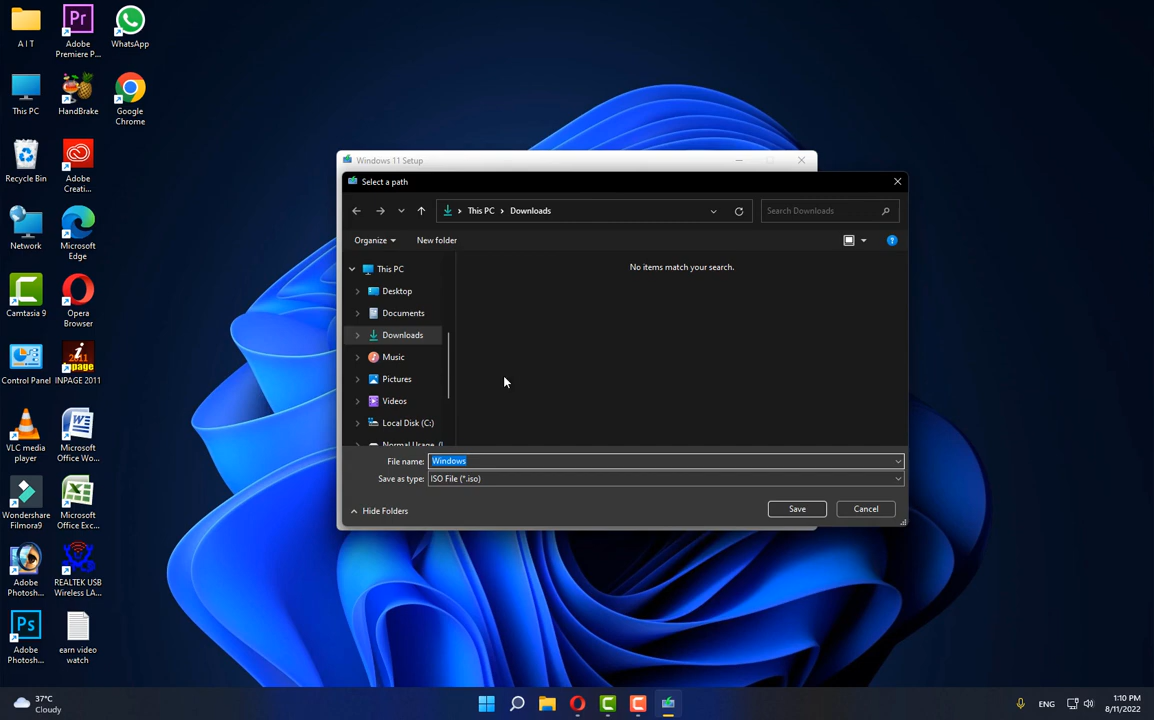 A I T
Adobe
Premiere P...
WhatsApp
This PC
HandBrake
Google
Chrome
Recycle Bin
Adobe
Creati...
Network
Microsoft
Edge
Camtasia 9
Opera
Browser
Control Panel
2011
inpage
INPAGE 2011
VLC media
player
Microsoft
Office Wo...
Wondershare
Filmora9
Microsoft
Office Exc...
Adobe
Photosh...
REALTEK USB
Wireless LA...
Adobe
Photosh...
earn video
watch
Pr
Ps
Windows 11 Setup
Select a path
This PC
Downloads
Search Downloads
Organize
New folder
This PC
Desktop
Documents
Downloads
Music
Pictures
Videos
Local Disk (C:)
Normal Usage (I
No items match your search.
File name: Windows
Save as type: ISO File (*.iso)
Hide Folders
Save
Cancel
37°C
Cloudy
ENG
1:10 PM
8/11/2022